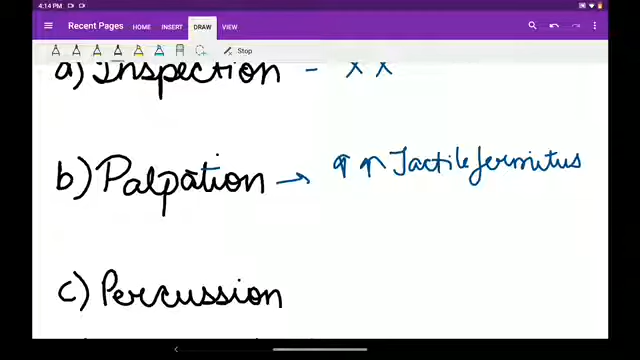 4:14 PM
Recent Pages HOME INSERT DRAW VIEW
Stop
a) Inspection - X X
b) Palpation → ↑ ↑ Tactile fermitus
c) Percussion